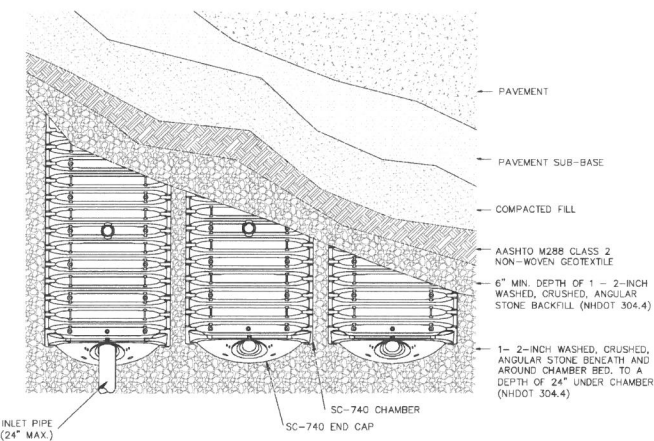 PAVEMENT
PAVEMENT SUB-BASE
COMPACTED FILL
AASHTO M288 CLASS 2
NON-WOVEN GEOTEXTILE
6" MIN. DEPTH OF 1 - 2-INCH
WASHED, CRUSHED, ANGULAR
STONE BACKFILL (NHDOT 304.4)
1- 2-INCH WASHED, CRUSHED,
ANGULAR STONE BENEATH AND
AROUND CHAMBER BED. TO A
DEPTH OF 24" UNDER CHAMBER
(NHDOT 304.4)
SC-740 CHAMBER
SC-740 END CAP
INLET PIPE
(24" MAX.)